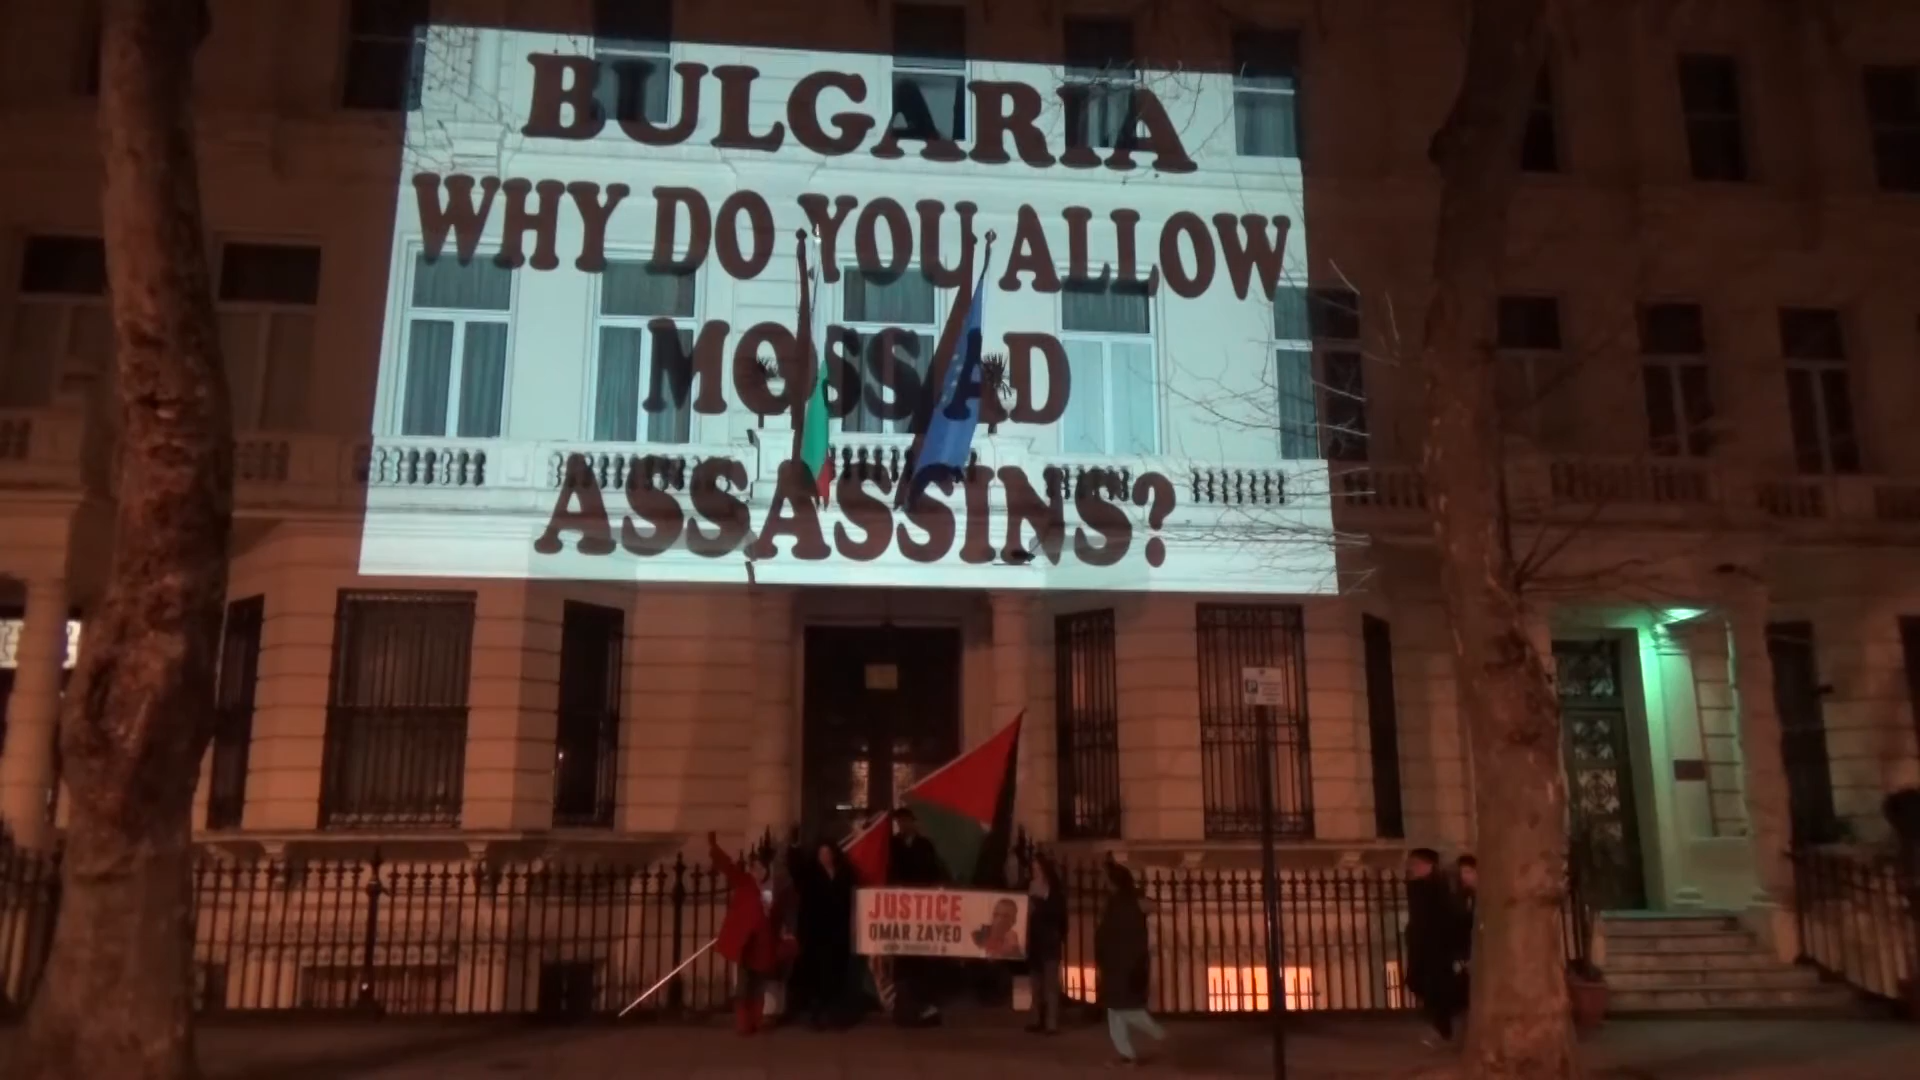 BULGARIA
WHY DO YOU ALLOW
MOSSAD
ASSASSINS?
JUSTICE
OMAR ZAYED